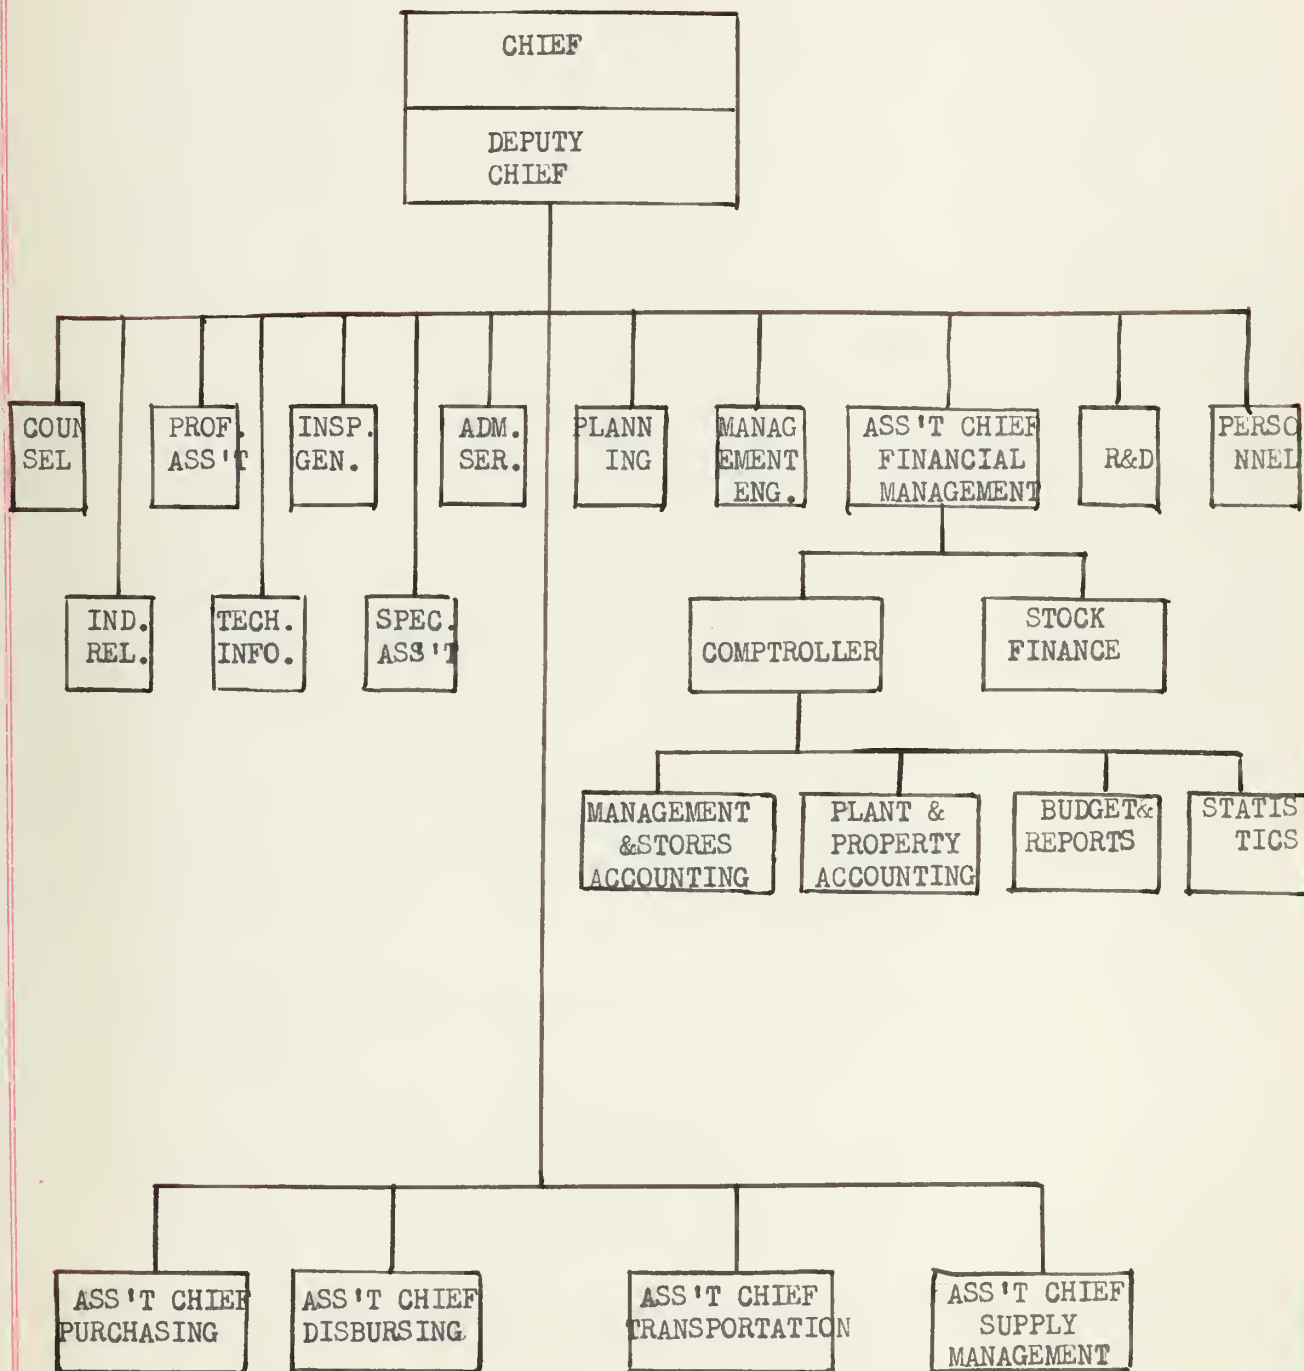 CHIEF
DEPUTY
CHIEF
COUN
SEL
PROF.
ASS'T
INSP.
GEN.
ADM.
SER.
PLANN
ING
MANAG
EMENT
ENG.
ASS'T CHIEF
FINANCIAL
MANAGEMENT
R&D
PERSO
NNEL
IND.
REL.
TECH.
INFO.
SPEC.
ASS'T
COMPTROLLER
STOCK
FINANCE
MANAGEMENT
&STORES
ACCOUNTING
PLANT &
PROPERTY
ACCOUNTING
BUDGET&
REPORTS
STATIS
TICS
ASS'T CHIEF
PURCHASING
ASS'T CHIEF
DISBURSING
ASS'T CHIEF
TRANSPORTATION
ASS'T CHIEF
SUPPLY
MANAGEMENT